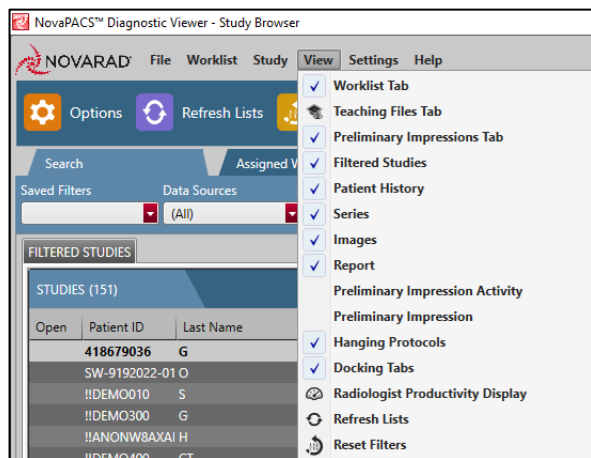 NovaPACS™ Diagnostic Viewer - Study Browser
NOVARAD File Worklist Study View Settings Help
Options Refresh Lists
Search Assigned W
Saved Filters Data Sources
(All)
FILTERED STUDIES
STUDIES (151)
Open Patient ID Last Name
418679036 G
SW-9192022-01 O
!!DEMO010 S
!!DEMO300 G
!!ANONW8AXAI H
!!DEMO400 CT
Worklist Tab
Teaching Files Tab
Preliminary Impressions Tab
Filtered Studies
Patient History
Series
Images
Report
Preliminary Impression Activity
Preliminary Impression
Hanging Protocols
Docking Tabs
Radiologist Productivity Display
Refresh Lists
Reset Filters